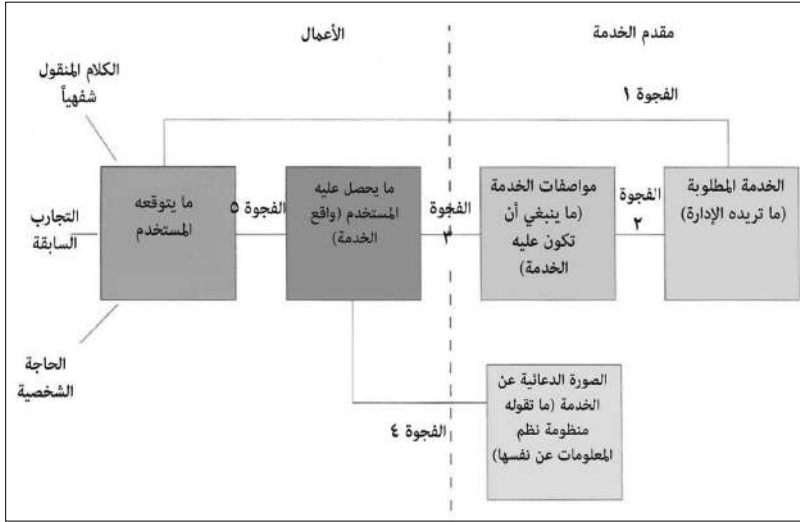 مقدم الخدمة
الأعمال
الفجوة ١
الكلام المنقول
شفهياً
التجارب
السابقة
الحاجة
الشخصية
الخدمة المطلوبة
(ما تريده الإدارة)
الفجوة
٢
مواصفات الخدمة
(ما ينبغي أن
تكون عليه
الخدمة)
الفجوة
٣
ما يحصل عليه
المستخدم (واقع
الخدمة)
الفجوة ٥
ما يتوقعه
المستخدم
الصورة الدعائية عن
الخدمة (ما تقوله
منظومة نظم
المعلومات عن نفسها)
الفجوة ٤